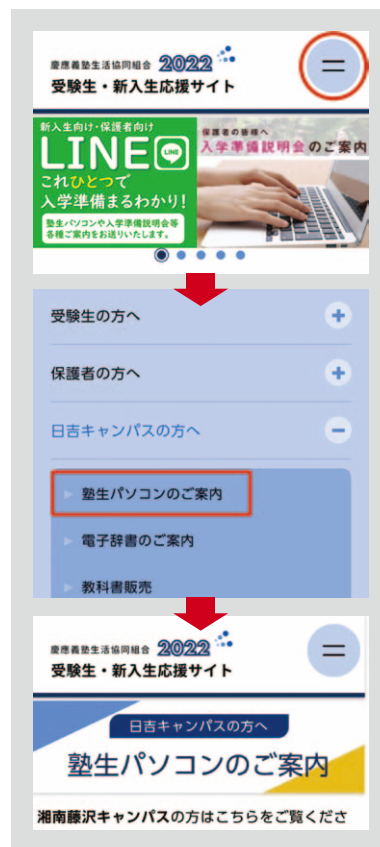 慶應義塾生活協同組合 2022
受験生・新入生応援サイト
新入生向け・保護者向け
LINE
LINE
これひとつで
入学準備まるわかり!
塾生パソコンや入学準備説明会等
各種ご案内をお送りいたします。
保護者の皆様へ
入学準備説明会のご案内
受験生の方へ
保護者の方へ
日吉キャンパスの方へ
塾生パソコンのご案内
電子辞書のご案内
教科書販売
慶應義塾生活協同組合 2022
受験生・新入生応援サイト
日吉キャンパスの方へ
塾生パソコンのご案内
湘南藤沢キャンパスの方はこちらをご覧くださ